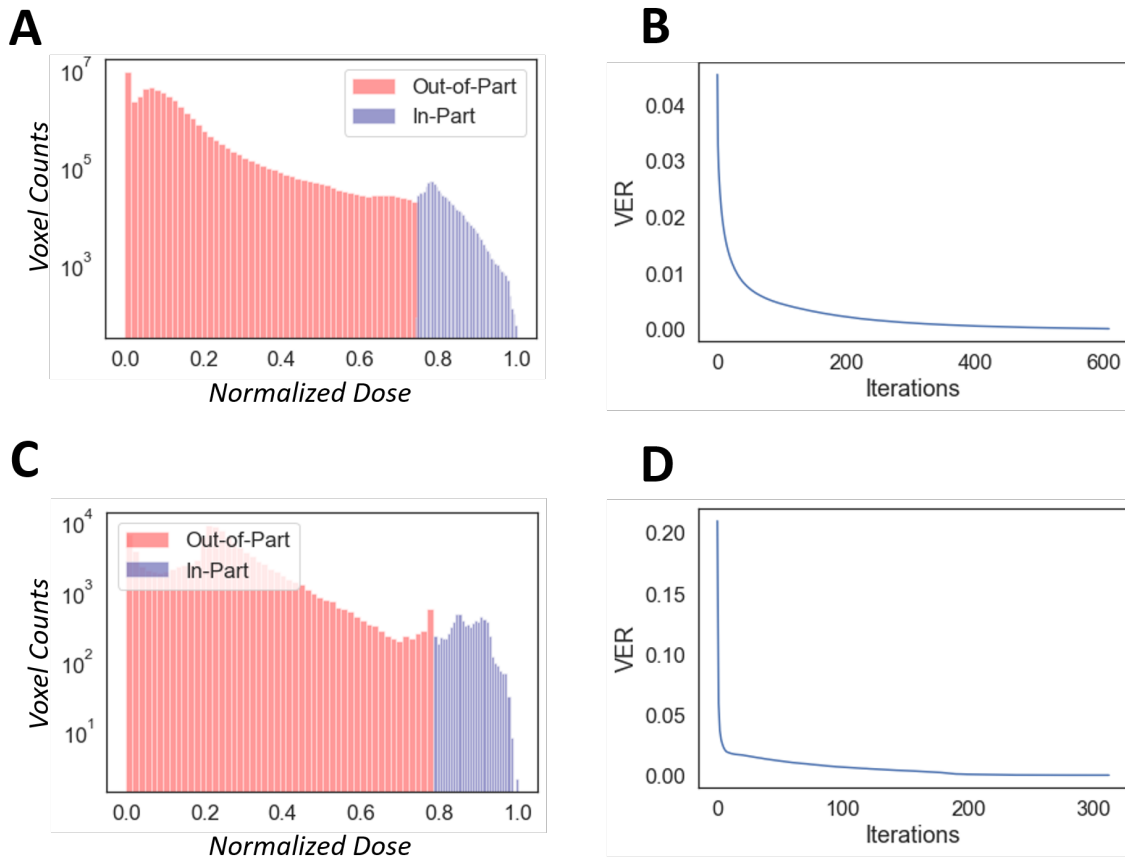 A
10^7
10^5
10^3
Voxel Counts
Out-of-Part
In-Part
0.0 0.2 0.4 0.6 0.8 1.0
Normalized Dose
B
0.04
0.03
0.02
0.01
0.00
VER
0 200 400 600
Iterations
C
10^4
10^3
10^2
10^1
Voxel Counts
Out-of-Part
In-Part
0.0 0.2 0.4 0.6 0.8 1.0
Normalized Dose
D
0.20
0.15
0.10
0.05
0.00
VER
0 100 200 300
Iterations